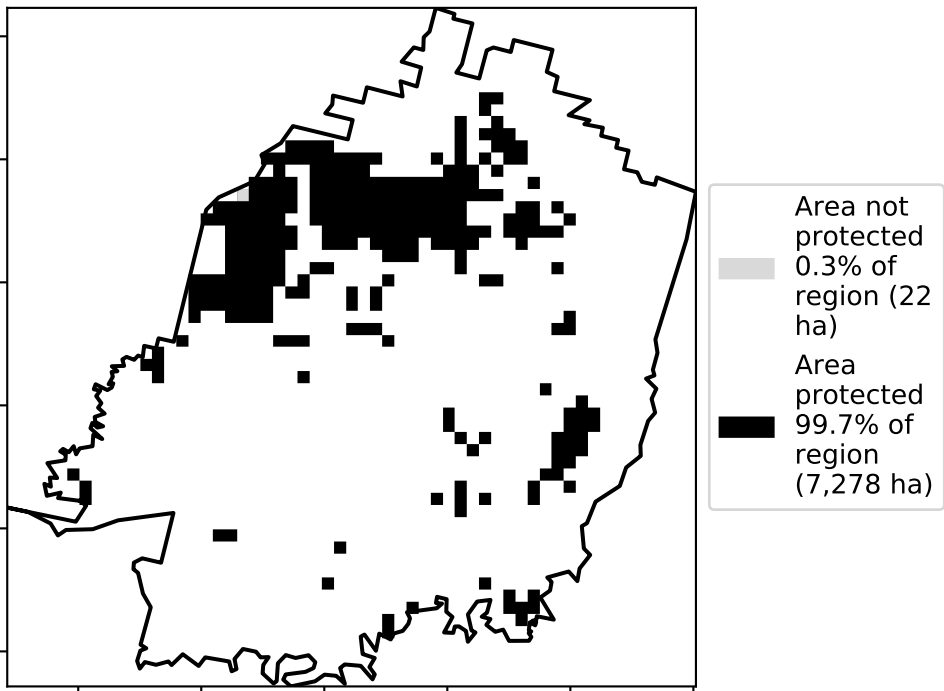 Area not
protected
0.3% of
region (22
ha)
Area
protected
99.7% of
region
(7,278 ha)